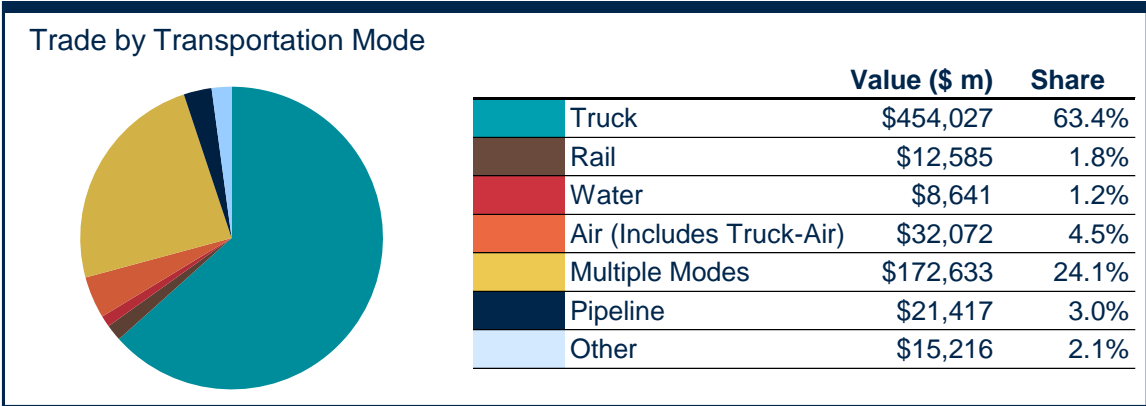 Trade by Transportation Mode
Value ($ m) Share
Truck $454,027 63.4%
Rail $12,585 1.8%
Water $8,641 1.2%
Air (Includes Truck-Air) $32,072 4.5%
Multiple Modes $172,633 24.1%
Pipeline $21,417 3.0%
Other $15,216 2.1%